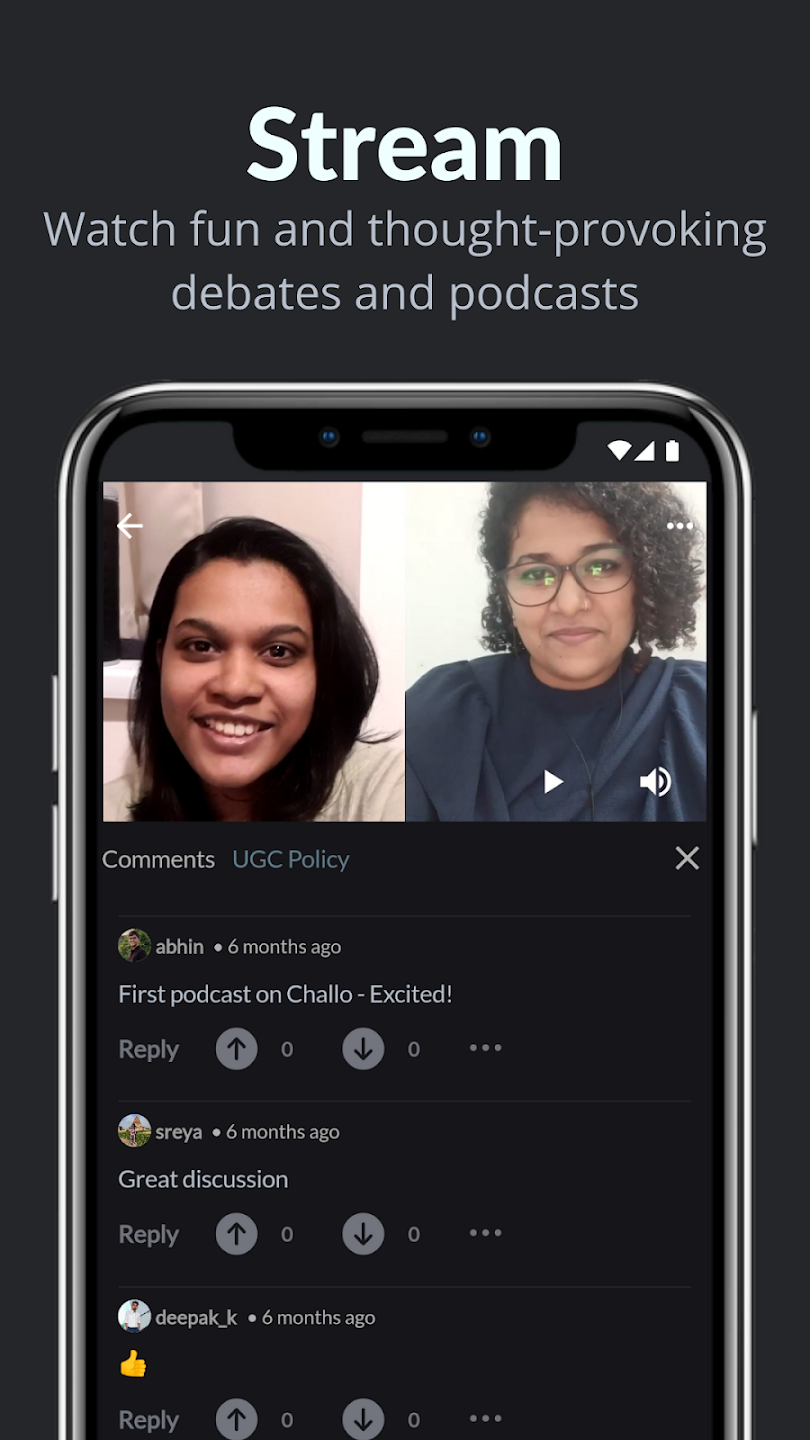 Stream
Watch fun and thought-provoking
debates and podcasts
Comments UGC Policy
abhin • 6 months ago
First podcast on Challo - Excited!
Reply 0 0
sreya • 6 months ago
Great discussion
Reply 0 0
deepak_k • 6 months ago
👍
Reply 0 0